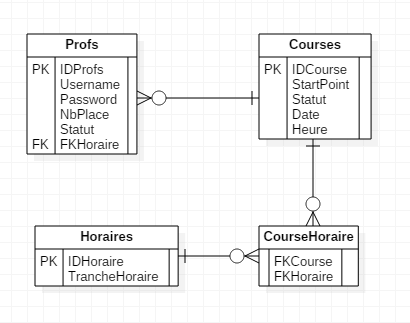 Profs
PK IDProfs
Username
Password
NbPlace
Statut
FK FKHoraire
Courses
PK IDCourse
StartPoint
Statut
Date
Heure
Horaires
PK IDHoraire
TrancheHoraire
CourseHoraire
FKCourse
FKHoraire